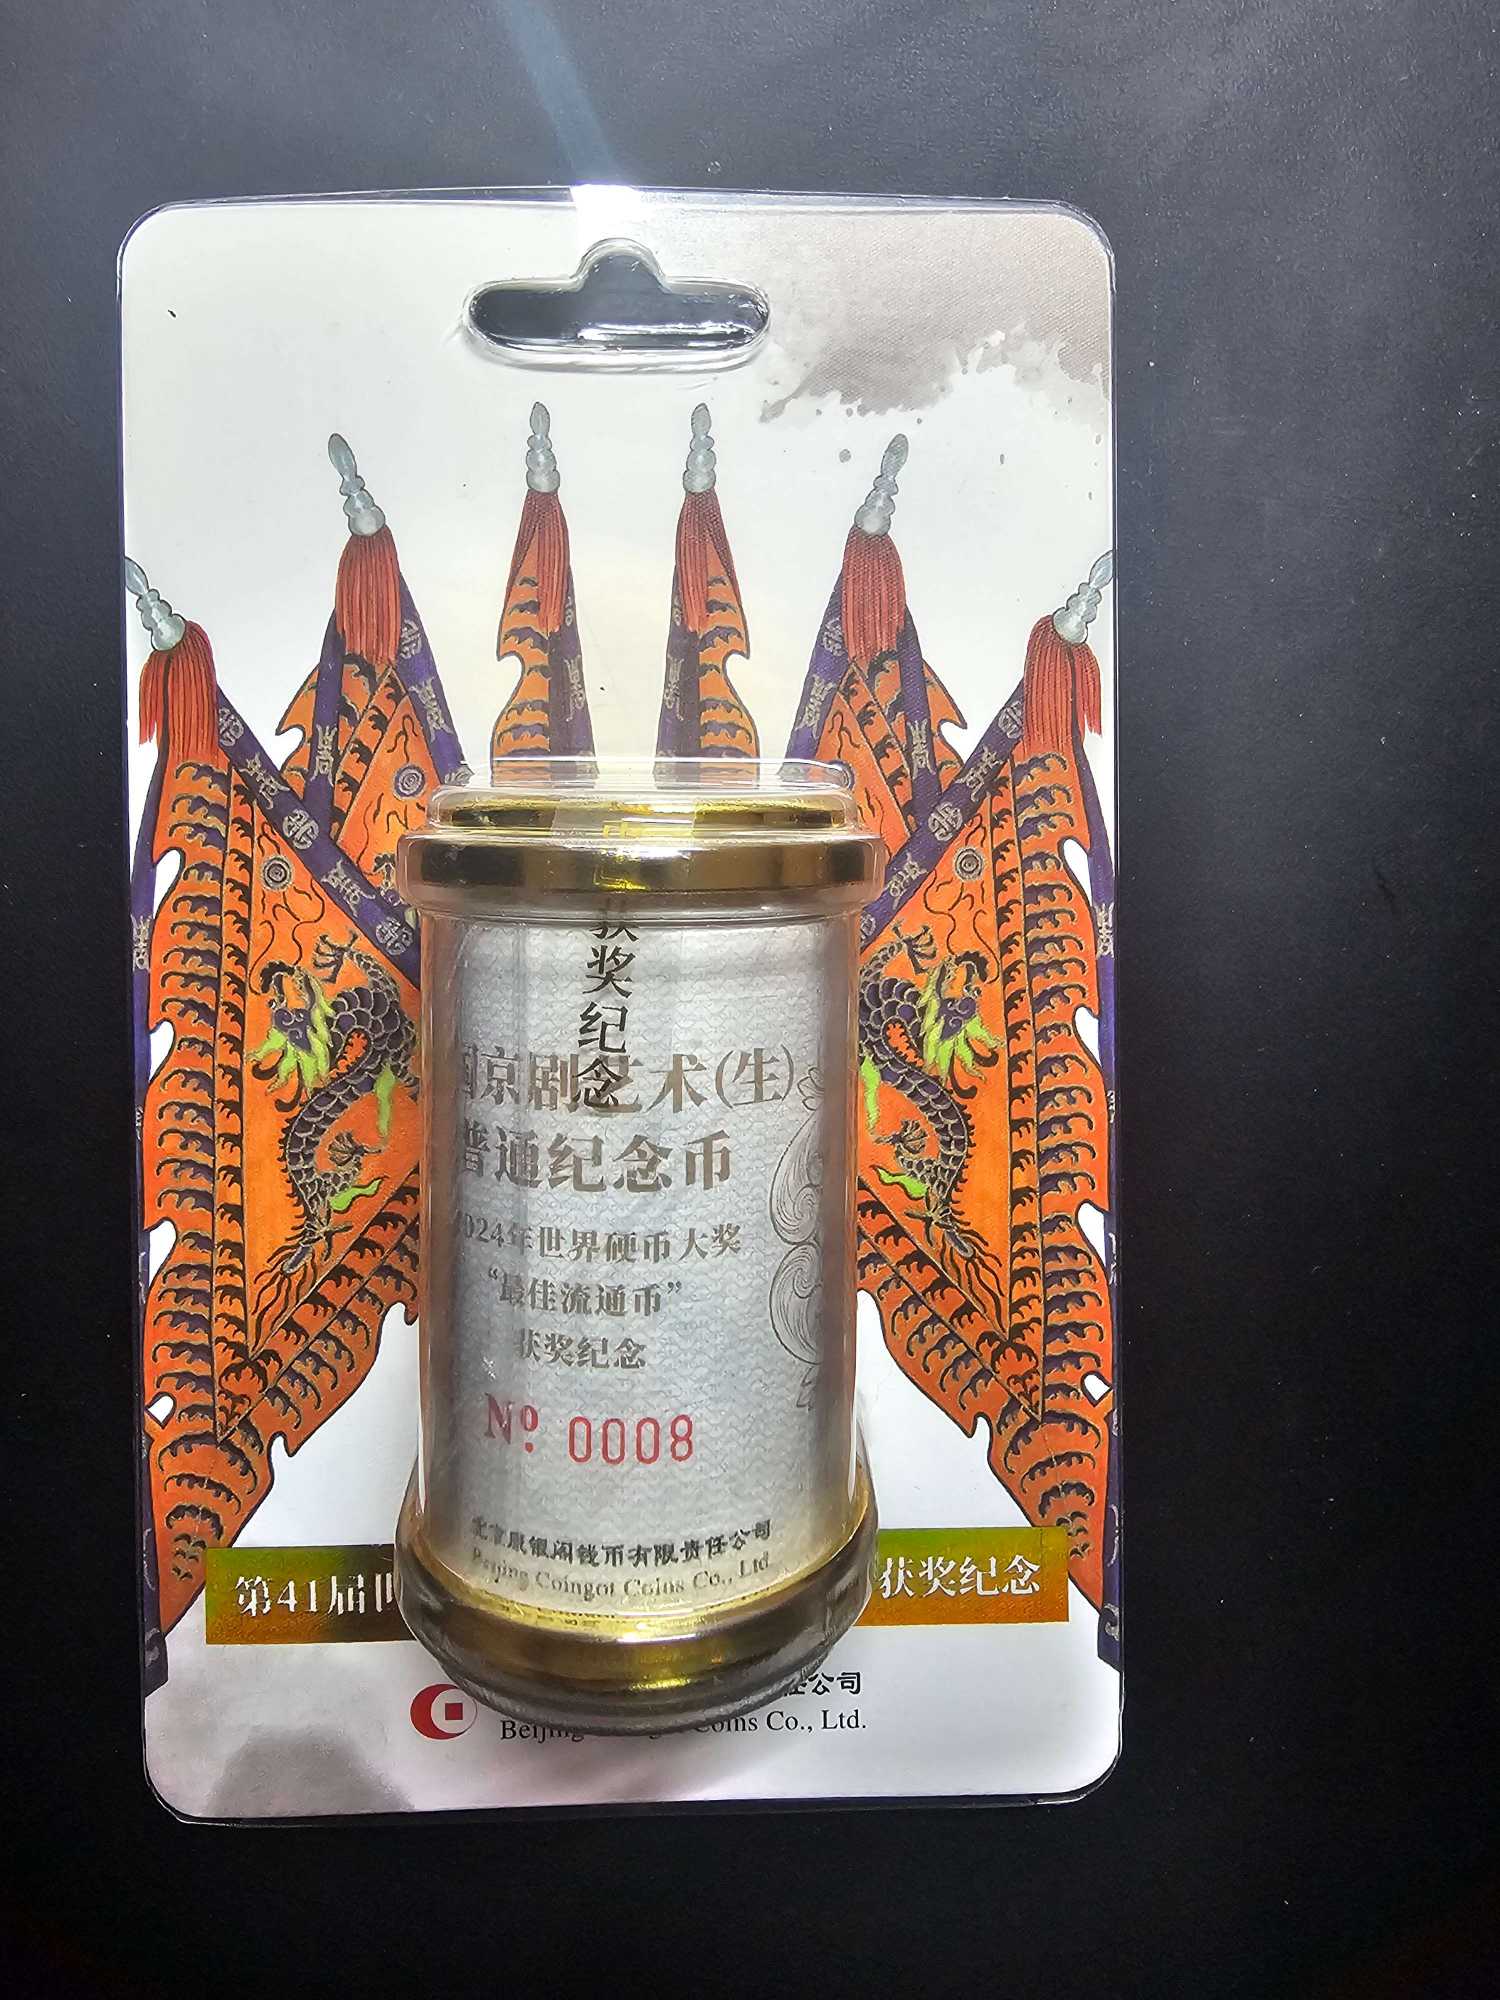 获奖纪念
国京剧艺术(生)
普通纪念币
2024年世界硬币大奖
“最佳流通币”
获奖纪念
№ 0008
北京康银阁钱币有限责任公司
Beijing Coingot Coins Co., Ltd.
第41届世
获奖纪念
任公司
Beijing Coins Co., Ltd.